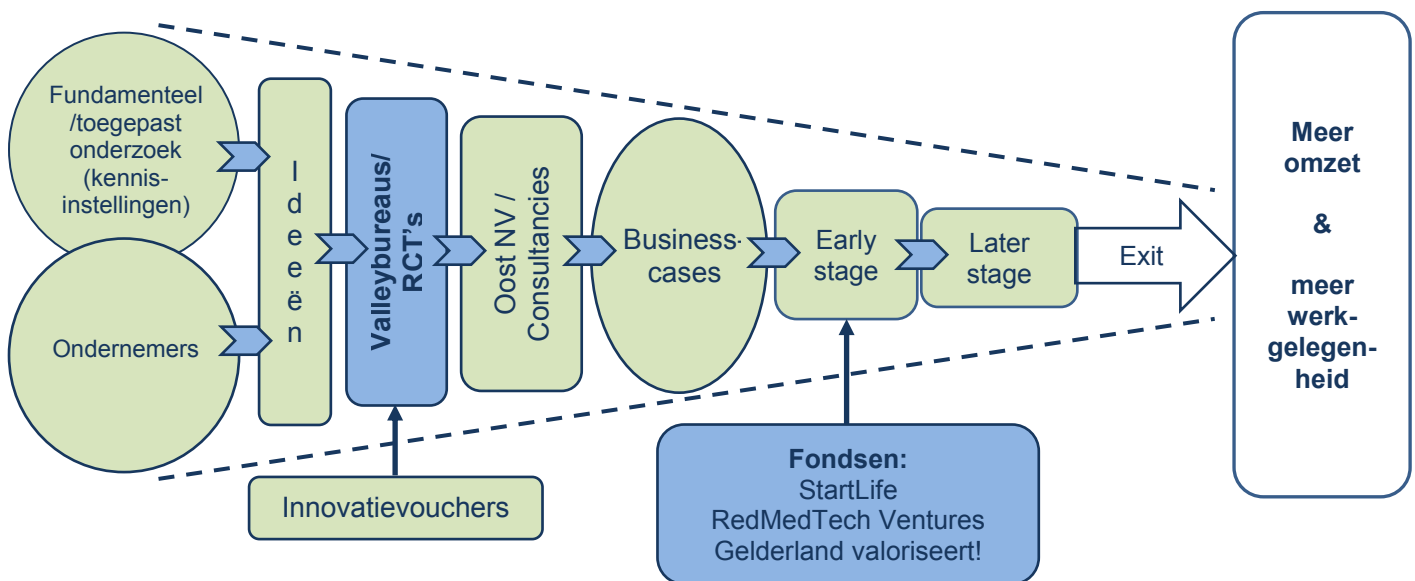 Fundamenteel
/toegepast
onderzoek
(kennis-
instellingen)
Ondernemers
Ideeën
Valleybureaus/
RCT's
Oost NV /
Consultancies
Business-
cases
Early
stage
Later
stage
Exit
Meer
omzet
&
meer
werk-
gelegen-
heid
Innovatievouchers
Fondsen:
StartLife
RedMedTech Ventures
Gelderland valoriseert!